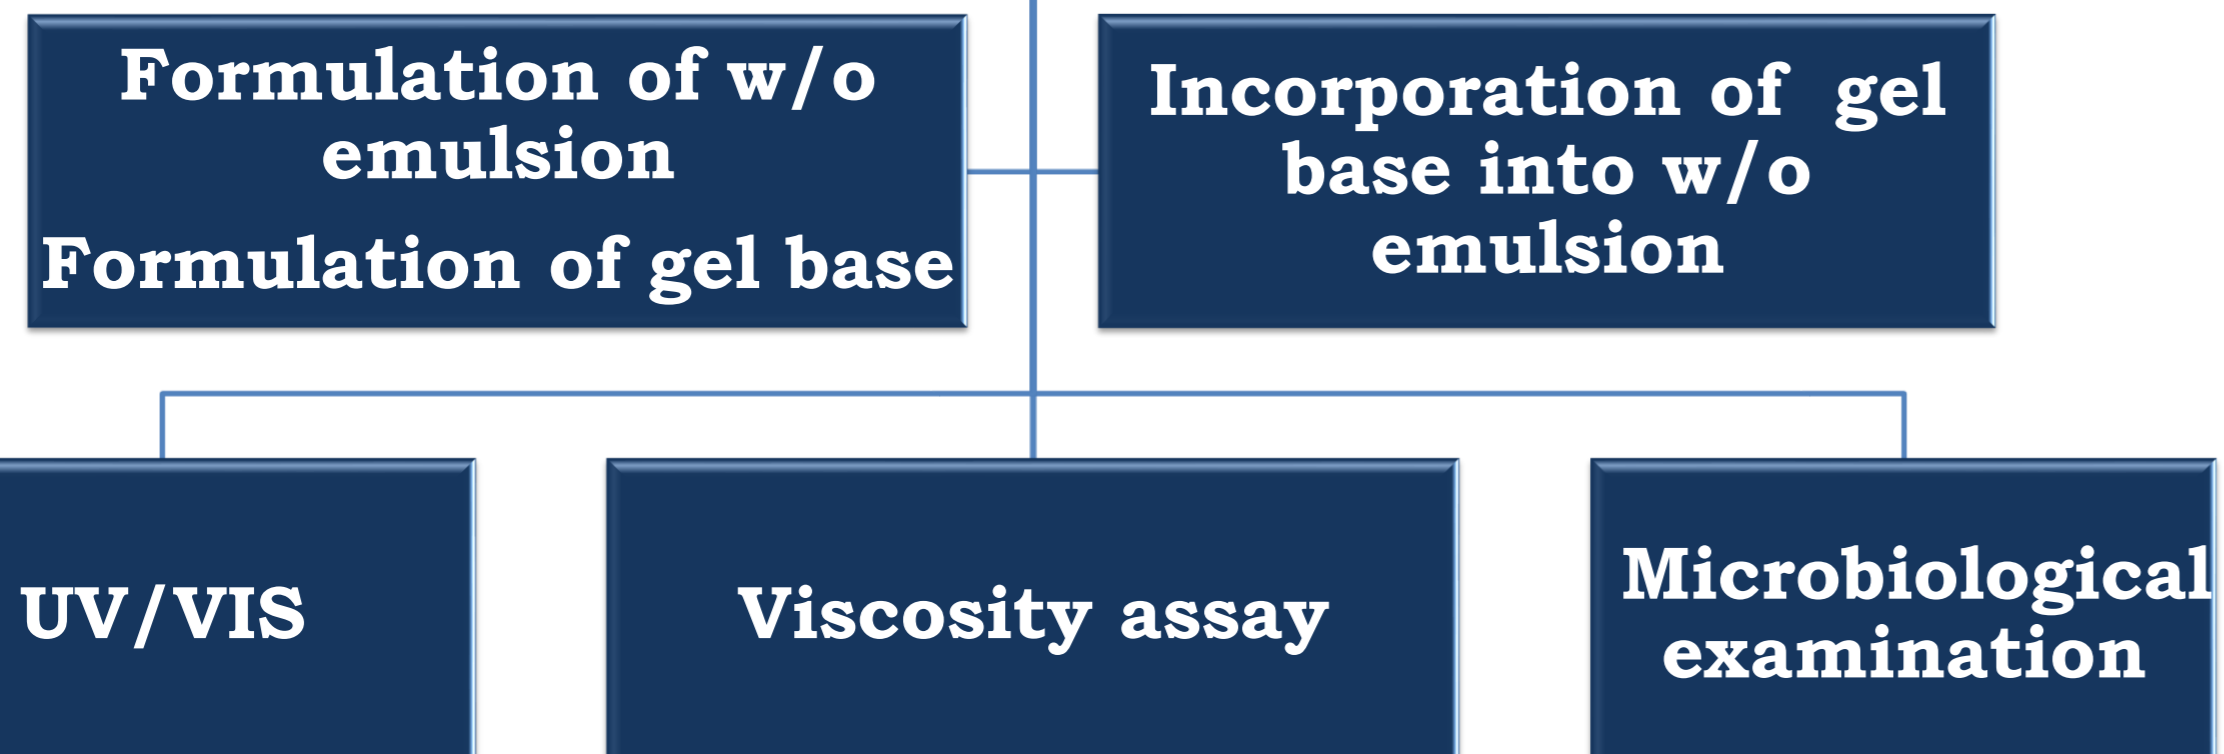 Formulation of w/o
emulsion
Formulation of gel base
Incorporation of  gel
base into w/o
emulsion
UV/VIS
Viscosity assay
Microbiological
examination